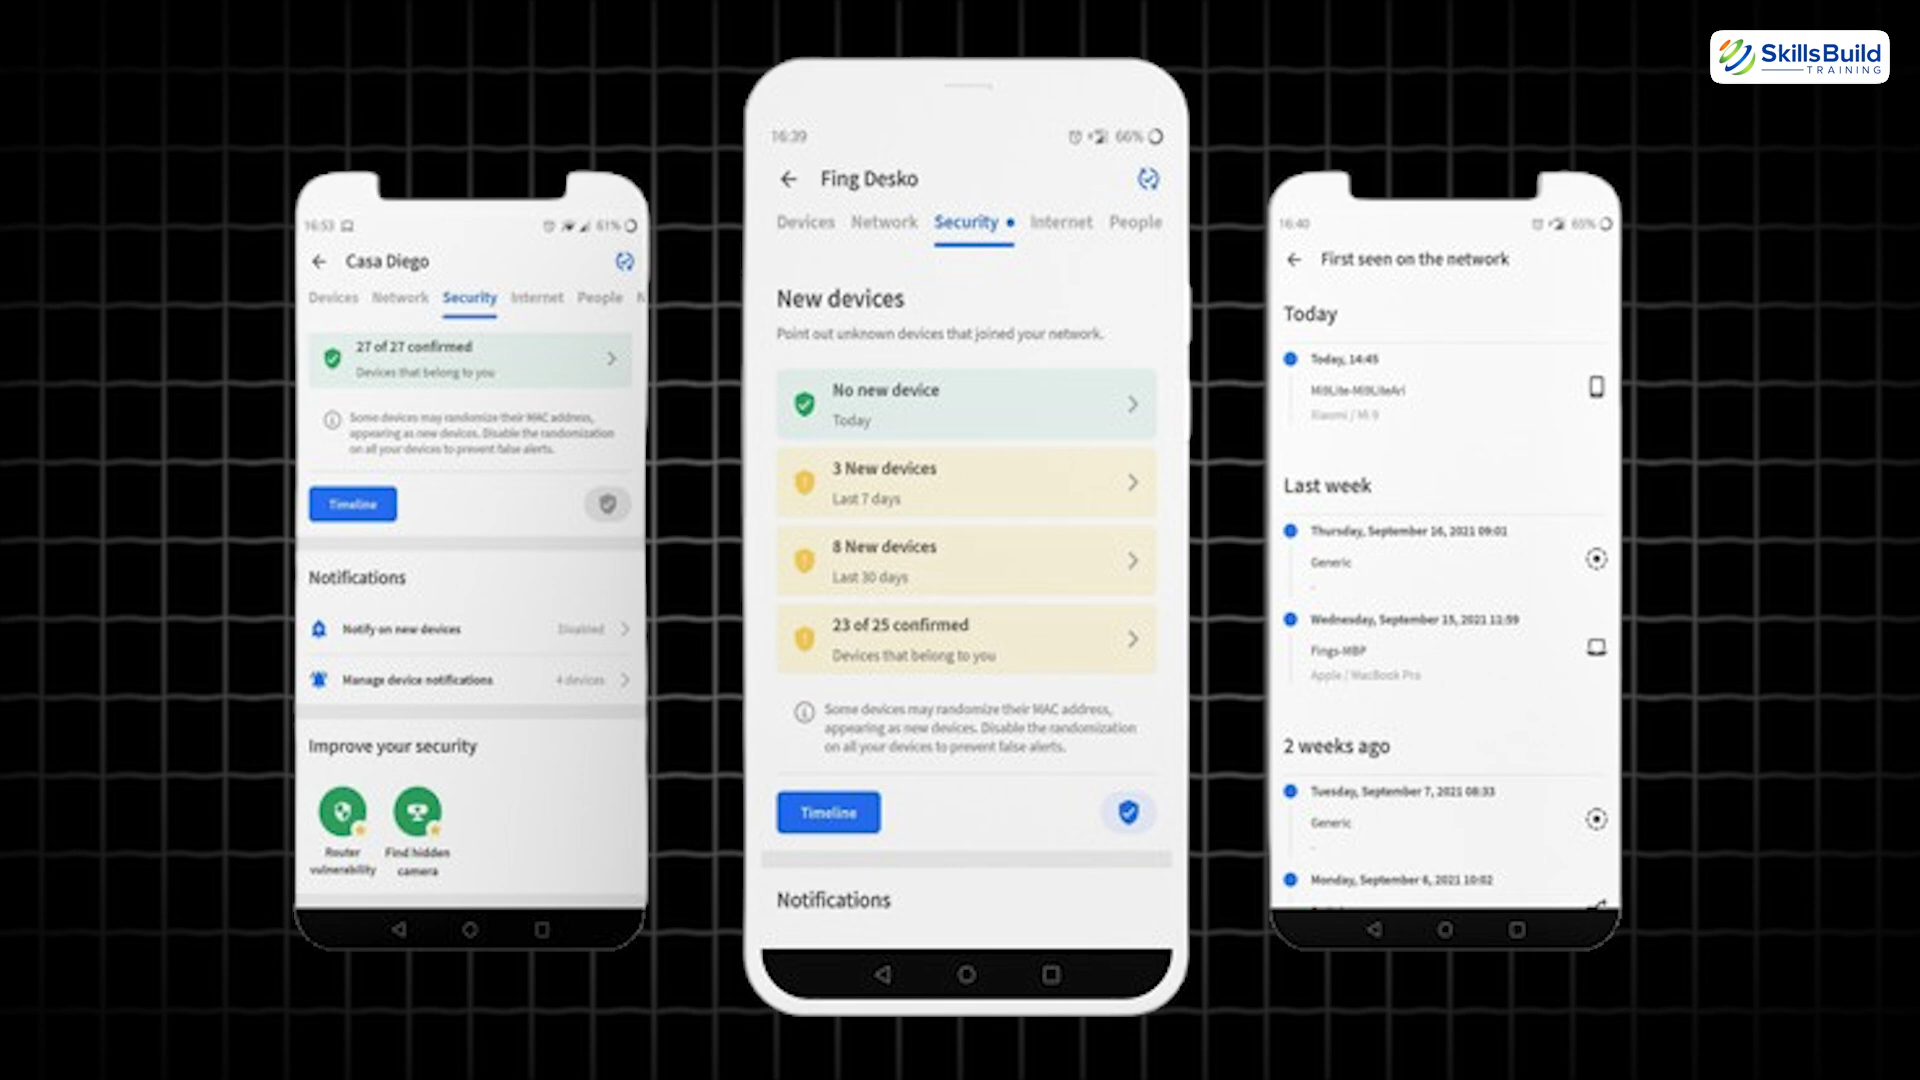 SkillsBuild
TRAINING
16:53
61%
Casa Diego
Devices Network Security Internet People
27 of 27 confirmed
Devices that belong to you
Some devices may randomize their MAC address,
appearing as new devices. Disable the randomization
on all your devices to prevent false alerts.
Timeline
Notifications
Notify on new devices Disabled
Manage device notifications 4 devices
Improve your security
Router
vulnerability
Find hidden
camera
16:39
66%
Fing Desko
Devices Network Security Internet People
New devices
Point out unknown devices that joined your network.
No new device
Today
3 New devices
Last 7 days
8 New devices
Last 30 days
23 of 25 confirmed
Devices that belong to you
Some devices may randomize their MAC address,
appearing as new devices. Disable the randomization
on all your devices to prevent false alerts.
Timeline
Notifications
16:40
65%
First seen on the network
Today
Today, 14:45
Xiaomi / Mi 9
Last week
Thursday, September 16, 2021 09:01
Generic
-
Wednesday, September 15, 2021 11:59
Fings-MBP
Apple / MacBook Pro
2 weeks ago
Tuesday, September 7, 2021 08:33
Generic
-
Monday, September 6, 2021 10:02